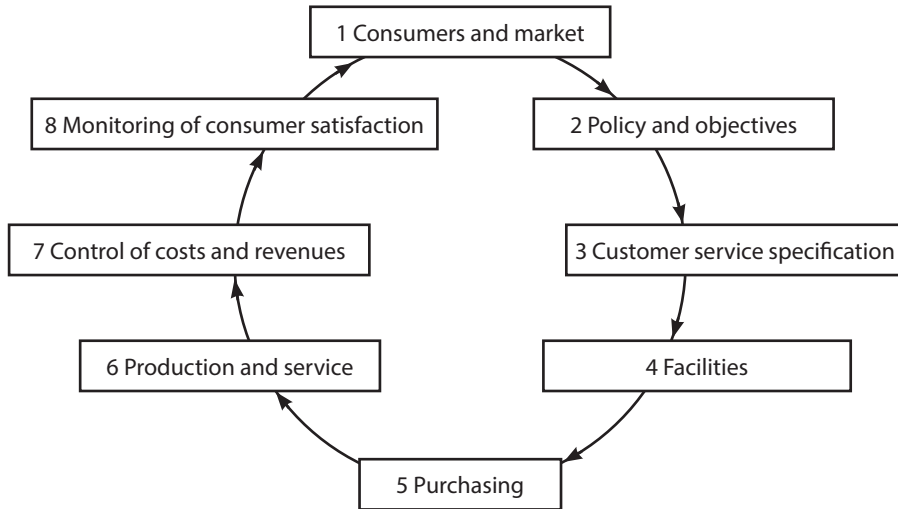 1 Consumers and market
2 Policy and objectives
3 Customer service specification
4 Facilities
5 Purchasing
6 Production and service
7 Control of costs and revenues
8 Monitoring of consumer satisfaction